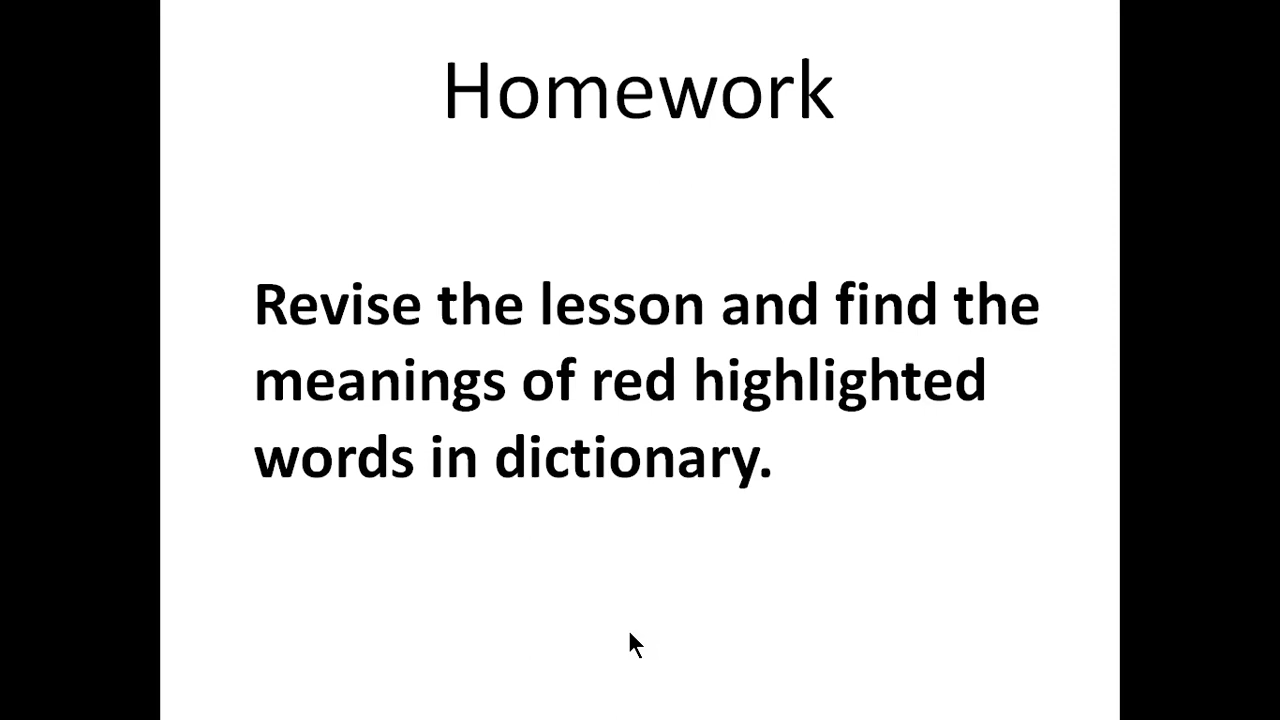 Homework
Revise the lesson and find the
meanings of red highlighted
words in dictionary.